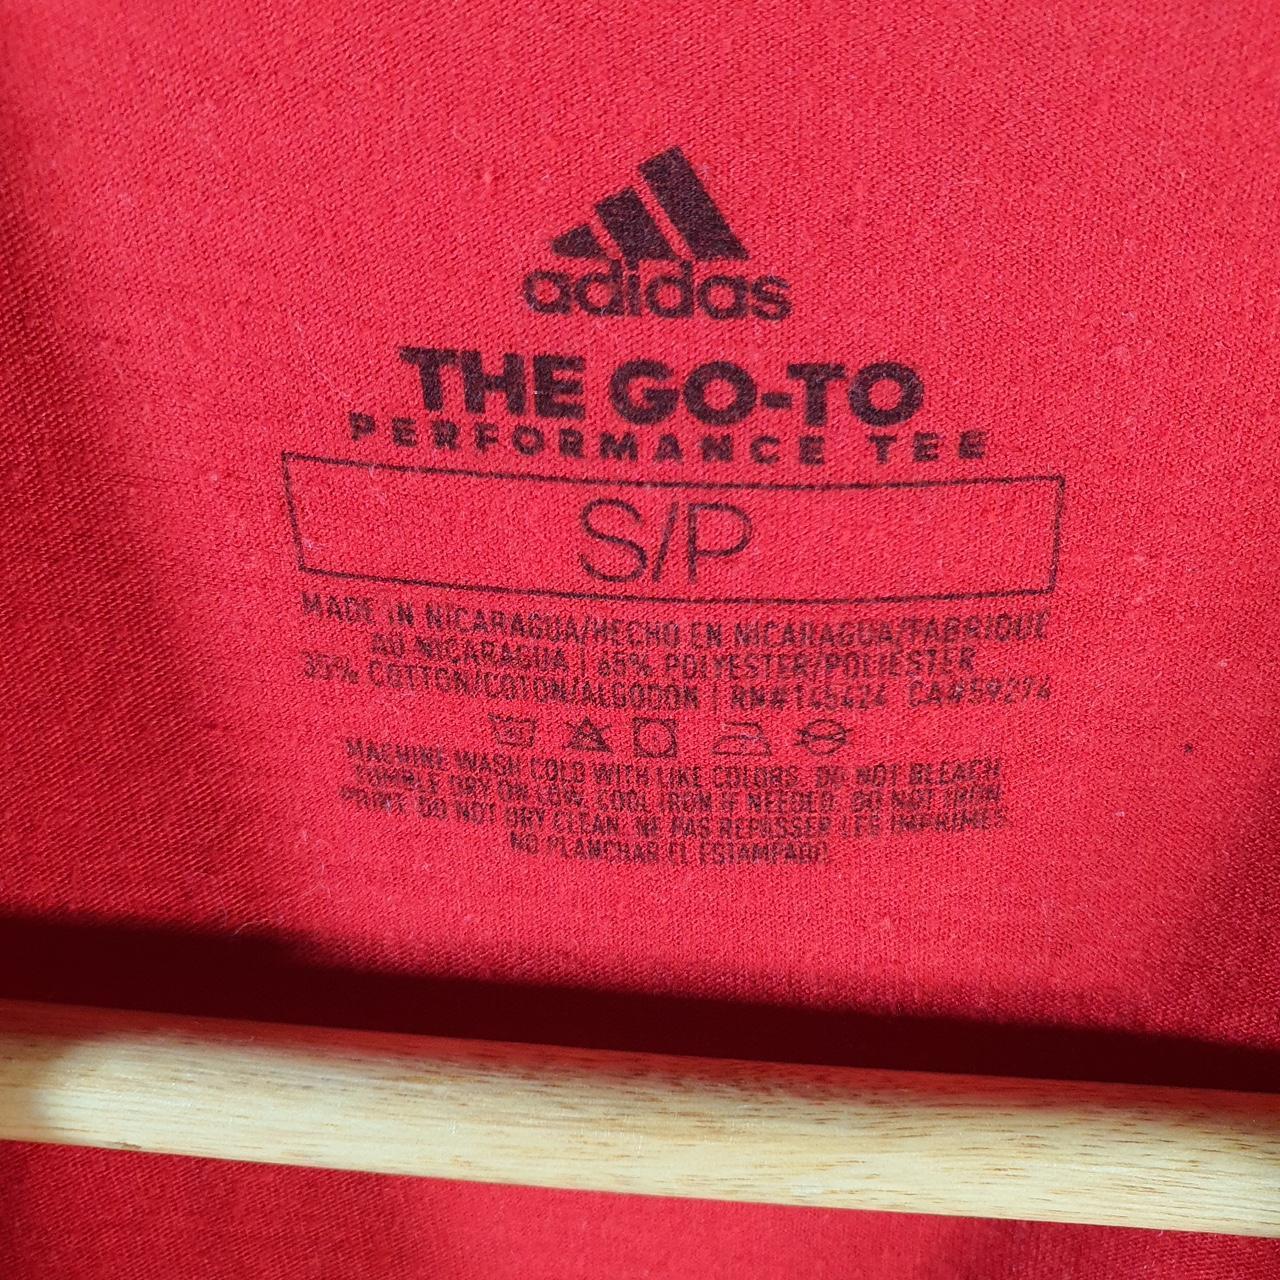 adidas
THE GO-TO
PERFORMANCE TEE
S/P
MADE IN NICARAGUA/HECHO EN NICARAGUA/FABRIQUE
AU NICARAGUA | 65% POLYESTER/POLIESTER
35% COTTON/COTON/ALGODON | RN#145424 CA#59274
MACHINE WASH COLD WITH LIKE COLORS. DO NOT BLEACH.
TUMBLE DRY ON LOW. COOL IRON IF NEEDED. DO NOT IRON
PRINT. DO NOT DRY CLEAN. NE PAS REPASSER LES IMPRIMES.
NO PLANCHAR EL ESTAMPADO.